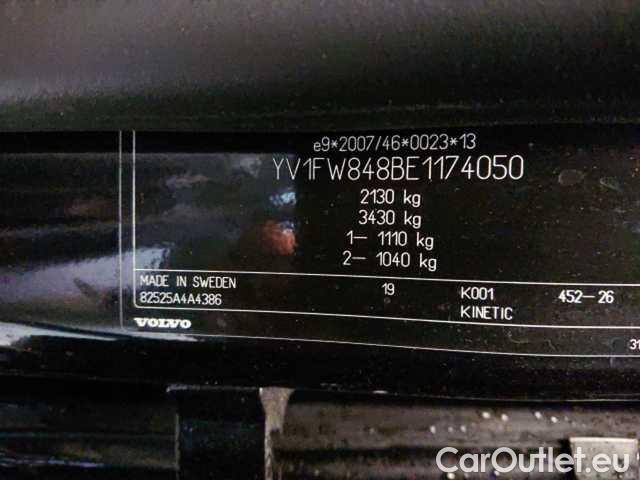 e9*2007/46*0023*13
YV1FW848BE1174050
2130 kg
3430 kg
1- 1110 kg
2- 1040 kg
MADE IN SWEDEN 19 K001 452-26
82525A4A4386 KINETIC
VOLVO
31
CarOutlet.eu